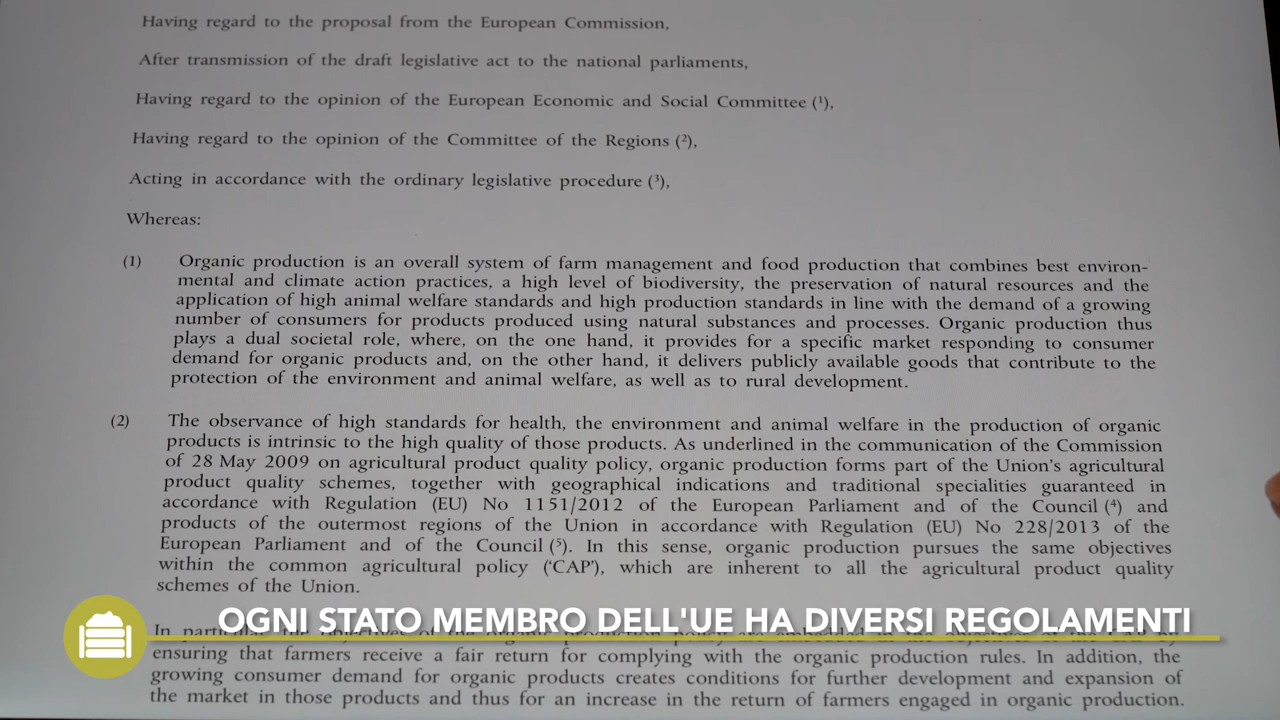 Having regard to the proposal from the European Commission,
After transmission of the draft legislative act to the national parliaments,
Having regard to the opinion of the European Economic and Social Committee (¹),
Having regard to the opinion of the Committee of the Regions (²),
Acting in accordance with the ordinary legislative procedure (³),
Whereas:
(1) Organic production is an overall system of farm management and food production that combines best environ-
mental and climate action practices, a high level of biodiversity, the preservation of natural resources and the
application of high animal welfare standards and high production standards in line with the demand of a growing
number of consumers for products produced using natural substances and processes. Organic production thus
plays a dual societal role, where, on the one hand, it provides for a specific market responding to consumer
demand for organic products and, on the other hand, it delivers publicly available goods that contribute to the
protection of the environment and animal welfare, as well as to rural development.
(2) The observance of high standards for health, the environment and animal welfare in the production of organic
products is intrinsic to the high quality of those products. As underlined in the communication of the Commission
of 28 May 2009 on agricultural product quality policy, organic production forms part of the Union's agricultural
product quality schemes, together with geographical indications and traditional specialities guaranteed in
accordance with Regulation (EU) No 1151/2012 of the European Parliament and of the Council (⁴) and
products of the outermost regions of the Union in accordance with Regulation (EU) No 228/2013 of the
European Parliament and of the Council (⁵). In this sense, organic production pursues the same objectives
within the common agricultural policy ('CAP'), which are inherent to all the agricultural product quality
schemes of the Union.
OGNI STATO MEMBRO DELL'UE HA DIVERSI REGOLAMENTI
In
ensuring that farmers receive a fair return for complying with the organic production rules. In addition, the
growing consumer demand for organic products creates conditions for further development and expansion of
the market in those products and thus for an increase in the return of farmers engaged in organic production.